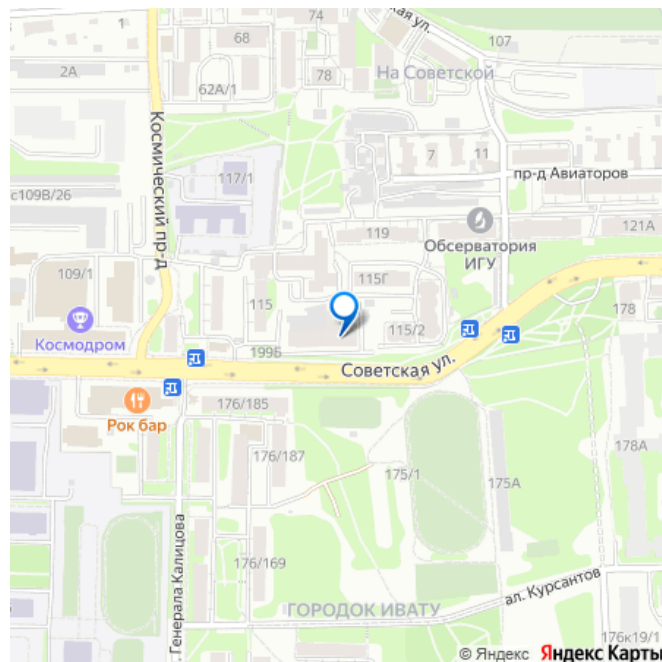 1
74
ская ул.
107
68
2А
На Советской
78
62А/1
Космический пр-д
7
11
117/1
пр-д Авиаторов
с109В/26
119
121А
Обсерватория
ИГУ
109/1
115Г
115
178
Космодром
115/2
199Б
Советская ул.
Рок бар
176/185
178А
176/187
175/1
175А
Генерала Калицова
176/169
ал. Курсантов
ГОРОДОК ИВАТУ
176к19/1
© Яндекс Яндекс Карты